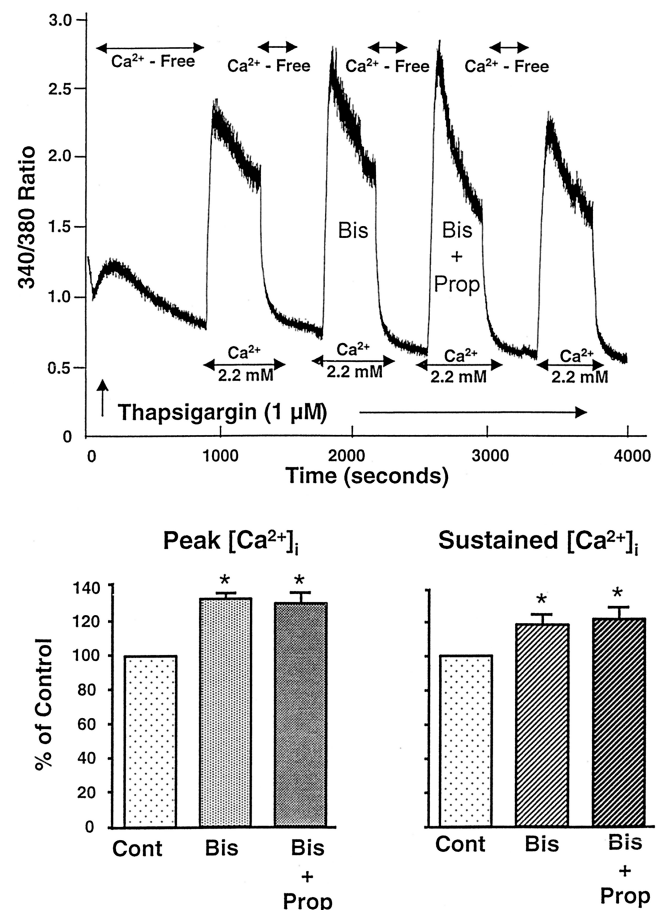 3.0
2.5
2.0
1.5
1.0
0.5
0
340/380 Ratio
Ca²⁺ - Free
Ca²⁺ - Free
Ca²⁺ - Free
Ca²⁺ - Free
Bis
Bis
+
Prop
Ca²⁺
2.2 mM
Ca²⁺
2.2 mM
Ca²⁺
2.2 mM
Ca²⁺
2.2 mM
Thapsigargin (1 µM)
0 1000 2000 3000 4000
Time (seconds)
Peak [Ca²⁺]ᵢ
% of Control
140
120
100
80
60
40
20
0
* *
Cont Bis Bis
+
Prop
Sustained [Ca²⁺]ᵢ
* *
Cont Bis Bis
+
Prop